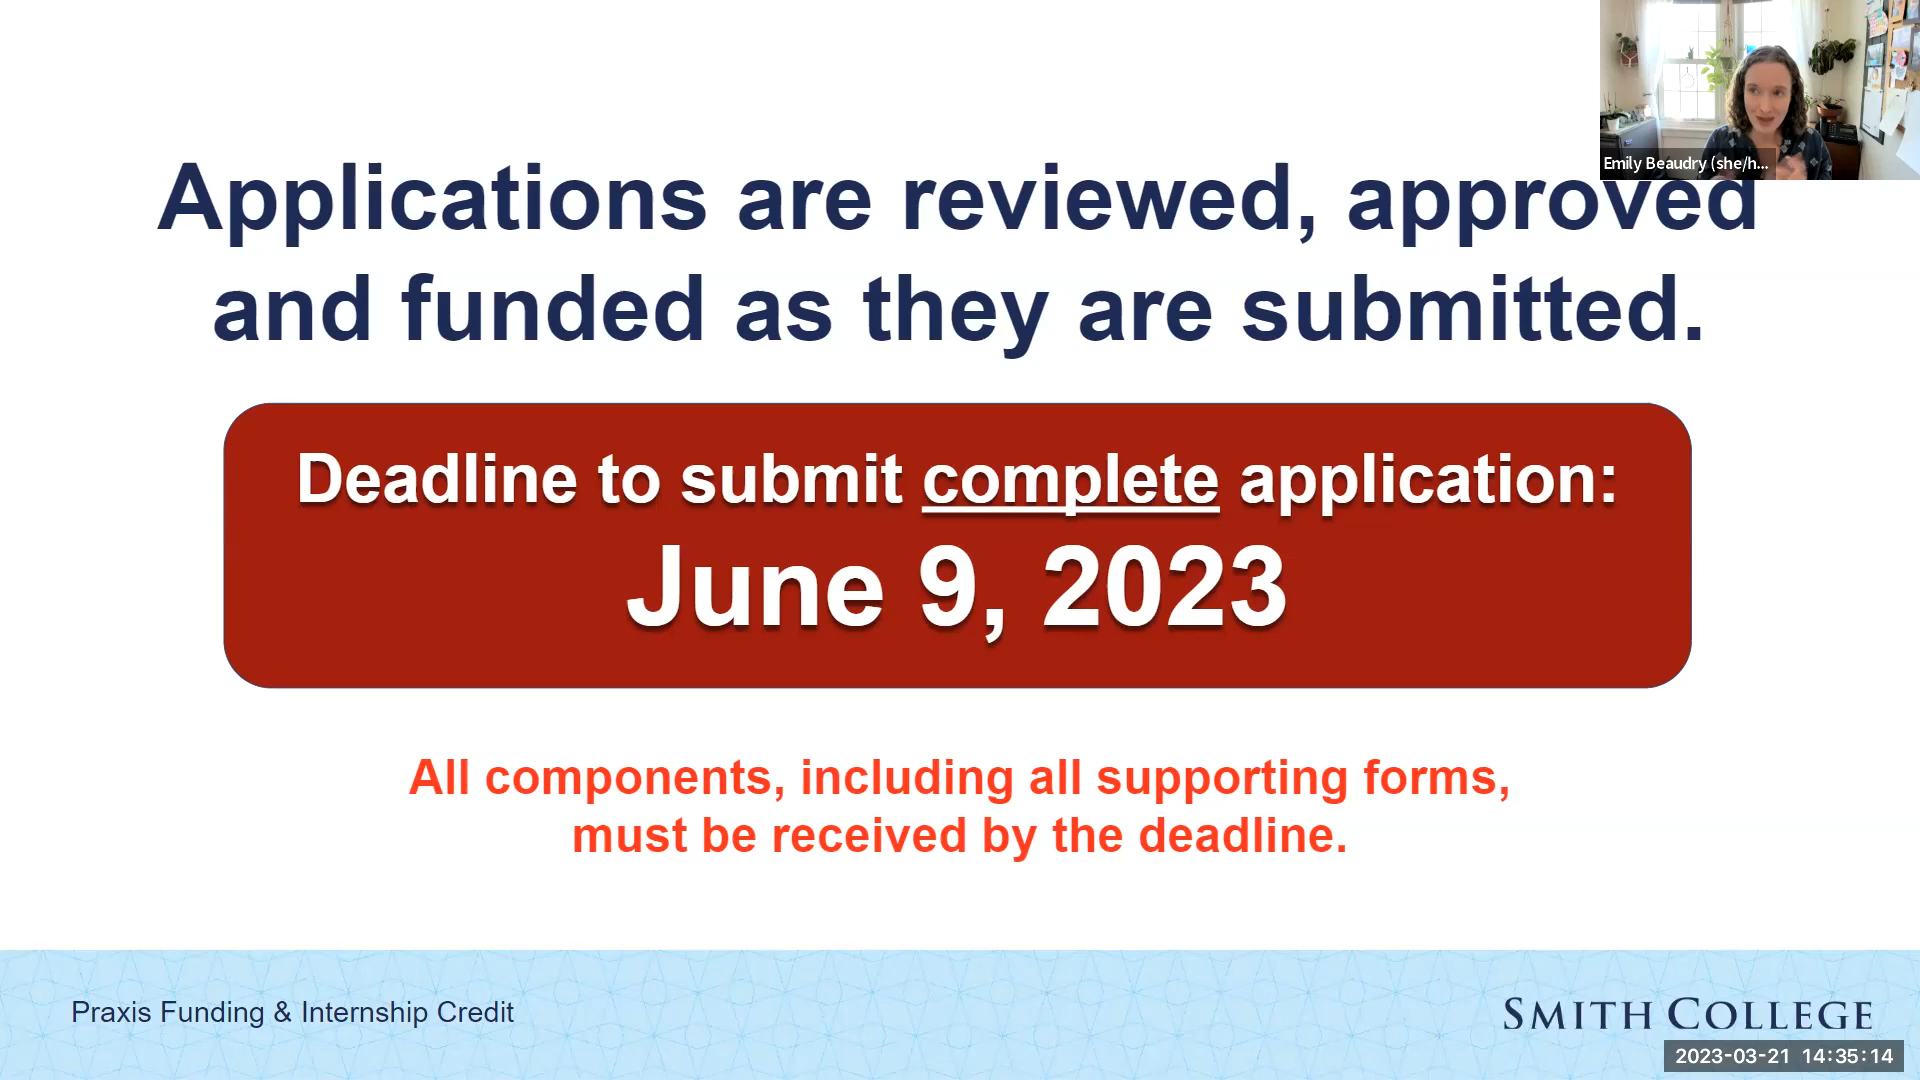 Emily Beaudry (she/h...
Applications are reviewed, approved
and funded as they are submitted.
Deadline to submit complete application:
June 9, 2023
All components, including all supporting forms,
must be received by the deadline.
Praxis Funding & Internship Credit
SMITH COLLEGE
2023-03-21 14:35:14